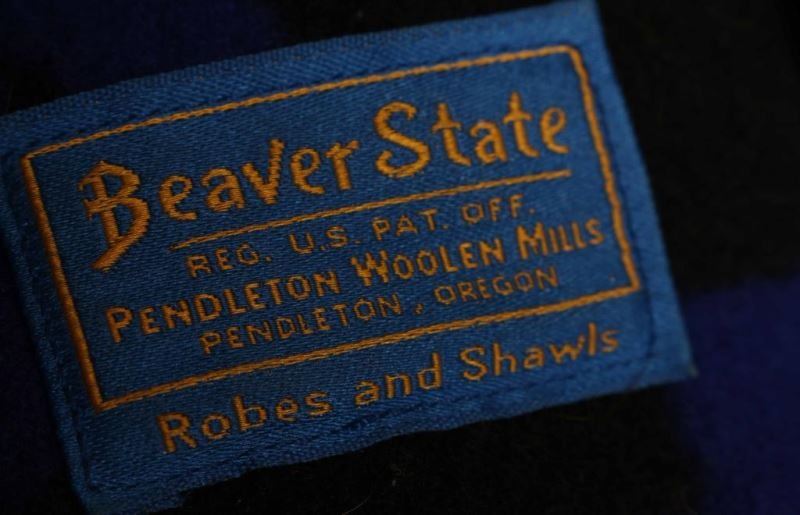 Beaver State
REG. U.S. PAT. OFF.
PENDLETON WOOLEN MILLS
PENDLETON, OREGON
Robes and Shawls